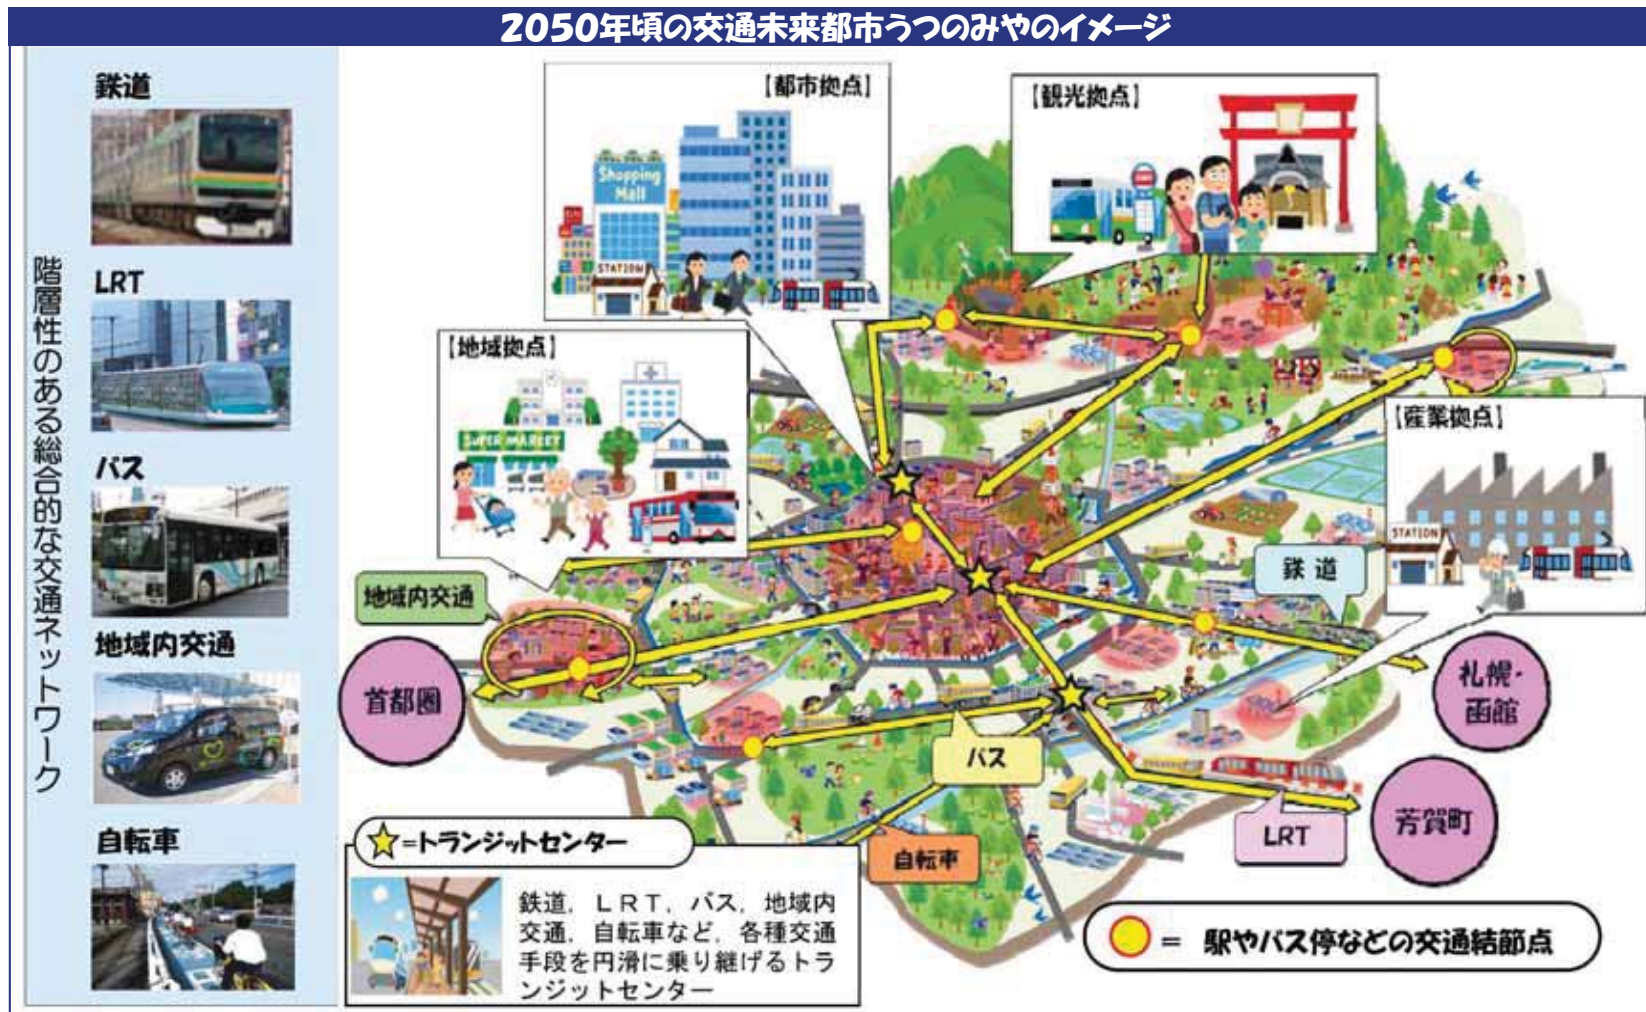 2050年頃の交通未来都市うつのみやのイメージ
階層性のある総合的な交通ネットワーク
鉄道
LRT
バス
地域内交通
自転車
【都市拠点】
Shopping
Mall
STATION
【観光拠点】
【地域拠点】
SUPER MARKET
【産業拠点】
STATION
地域内交通
鉄道
首都圏
札幌・
函館
バス
芳賀町
LRT
自転車
=トランジットセンター
鉄道，ＬＲＴ，バス，地域内
交通，自転車など，各種交通
手段を円滑に乗り継げるトラ
ンジットセンター
= 駅やバス停などの交通結節点